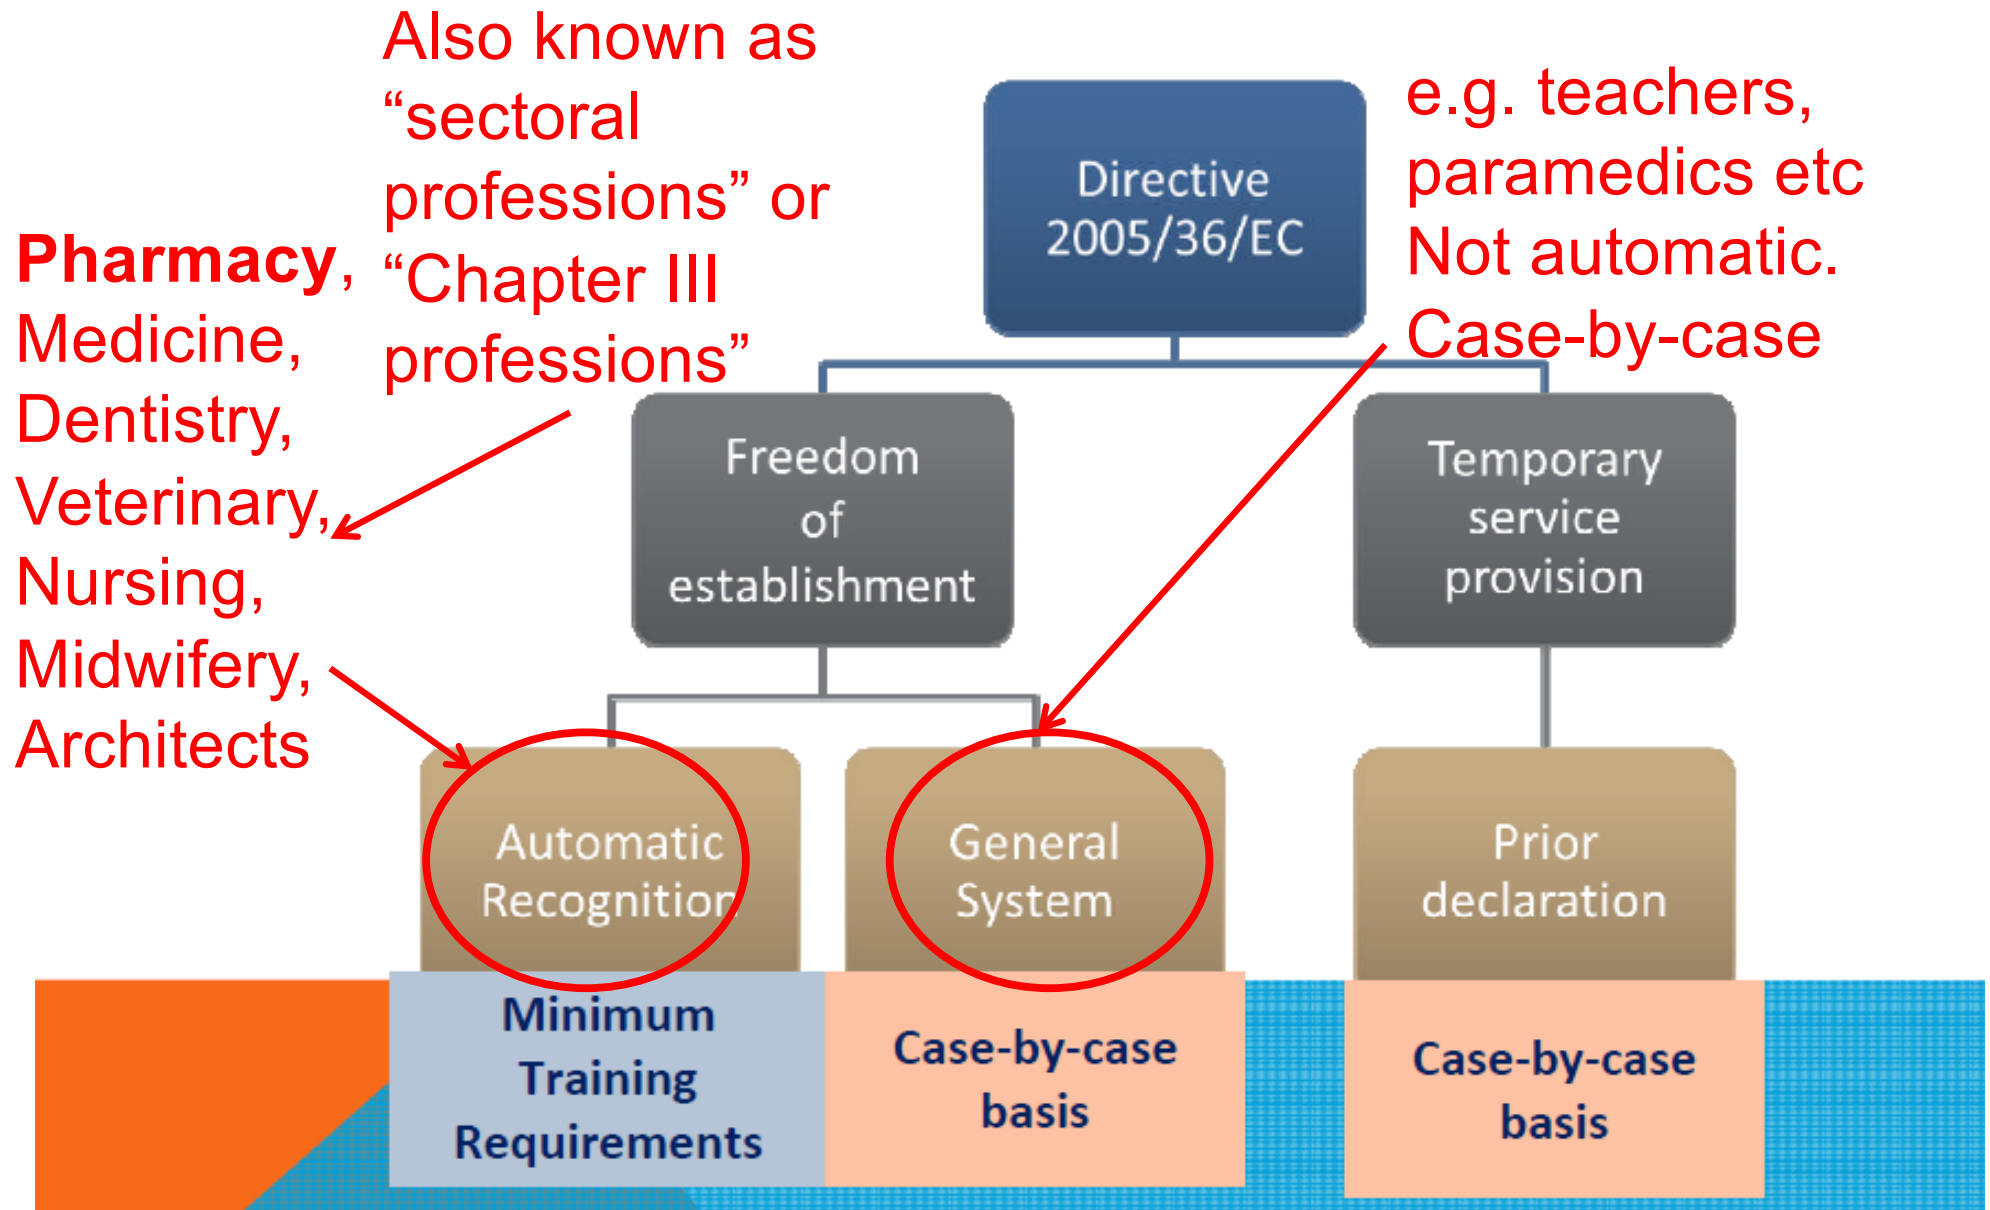 Also known as
“sectoral
professions” or
“Chapter III
professions”
Pharmacy,
Medicine,
Dentistry,
Veterinary,
Nursing,
Midwifery,
Architects
e.g. teachers,
paramedics etc
Not automatic.
Case-by-case
Directive
2005/36/EC
Freedom
of
establishment
Temporary
service
provision
Automatic
Recognition
General
System
Prior
declaration
Minimum
Training
Requirements
Case-by-case
basis
Case-by-case
basis